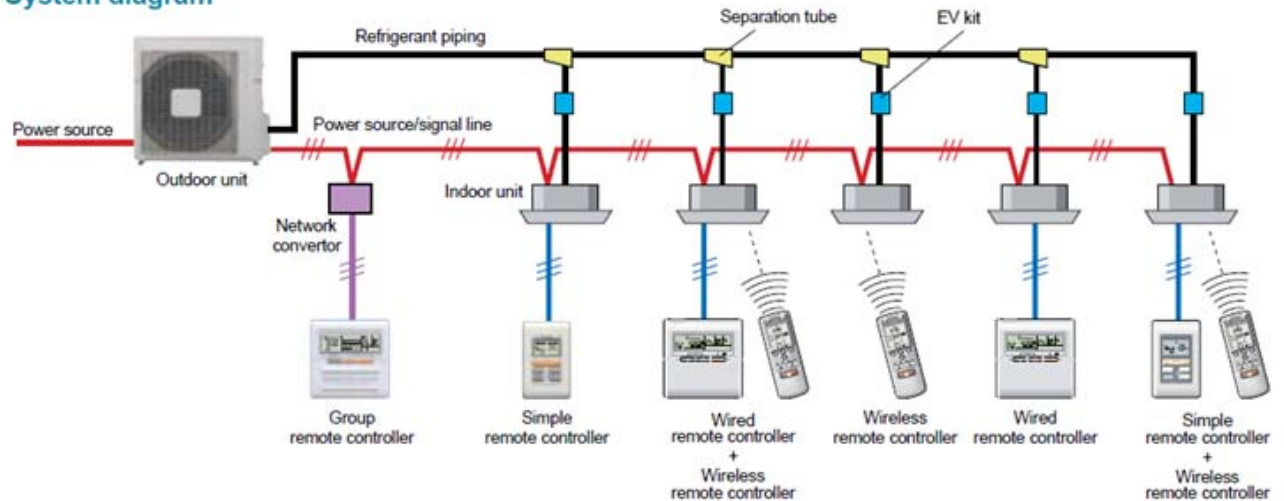 System diagram
Separation tube
EV kit
Refrigerant piping
Power source
Power source/signal line
Outdoor unit
Indoor unit
Network
convertor
Group
remote controller
Simple
remote controller
Wired
remote controller
+
Wireless
remote controller
Wireless
remote controller
Wired
remote controller
Simple
remote controller
+
Wireless
remote controller